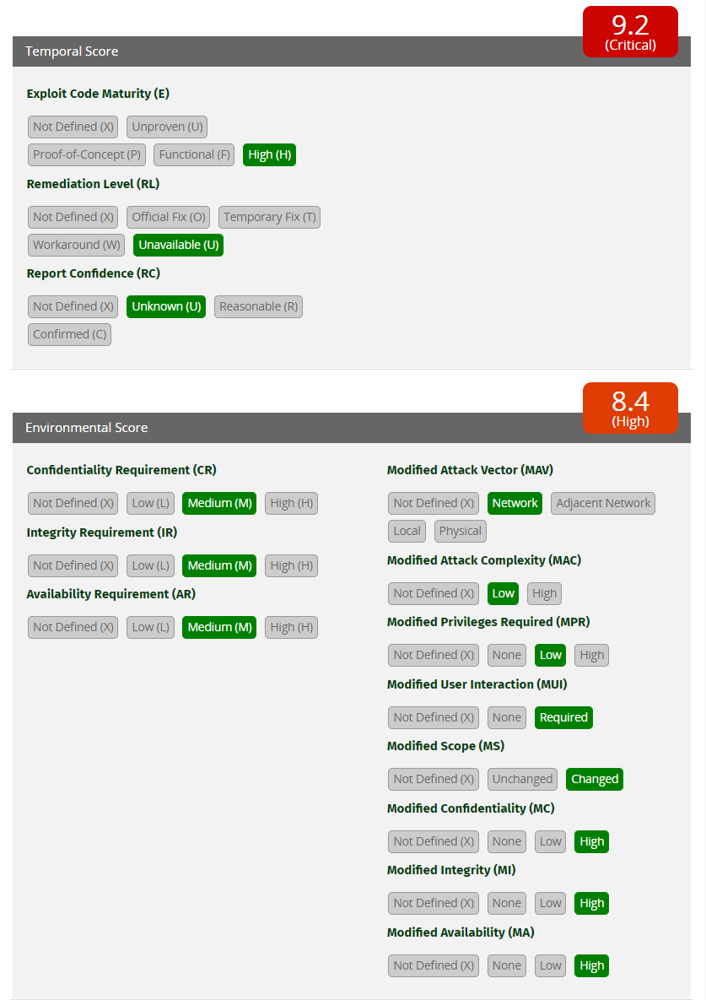 9.2
(Critical)
Temporal Score
Exploit Code Maturity (E)
Not Defined (X) Unproven (U)
Proof-of-Concept (P) Functional (F) High (H)
Remediation Level (RL)
Not Defined (X) Official Fix (O) Temporary Fix (T)
Workaround (W) Unavailable (U)
Report Confidence (RC)
Not Defined (X) Unknown (U) Reasonable (R)
Confirmed (C)
8.4
(High)
Environmental Score
Confidentiality Requirement (CR)
Not Defined (X) Low (L) Medium (M) High (H)
Integrity Requirement (IR)
Not Defined (X) Low (L) Medium (M) High (H)
Availability Requirement (AR)
Not Defined (X) Low (L) Medium (M) High (H)
Modified Attack Vector (MAV)
Not Defined (X) Network Adjacent Network
Local Physical
Modified Attack Complexity (MAC)
Not Defined (X) Low High
Modified Privileges Required (MPR)
Not Defined (X) None Low High
Modified User Interaction (MUI)
Not Defined (X) None Required
Modified Scope (MS)
Not Defined (X) Unchanged Changed
Modified Confidentiality (MC)
Not Defined (X) None Low High
Modified Integrity (MI)
Not Defined (X) None Low High
Modified Availability (MA)
Not Defined (X) None Low High